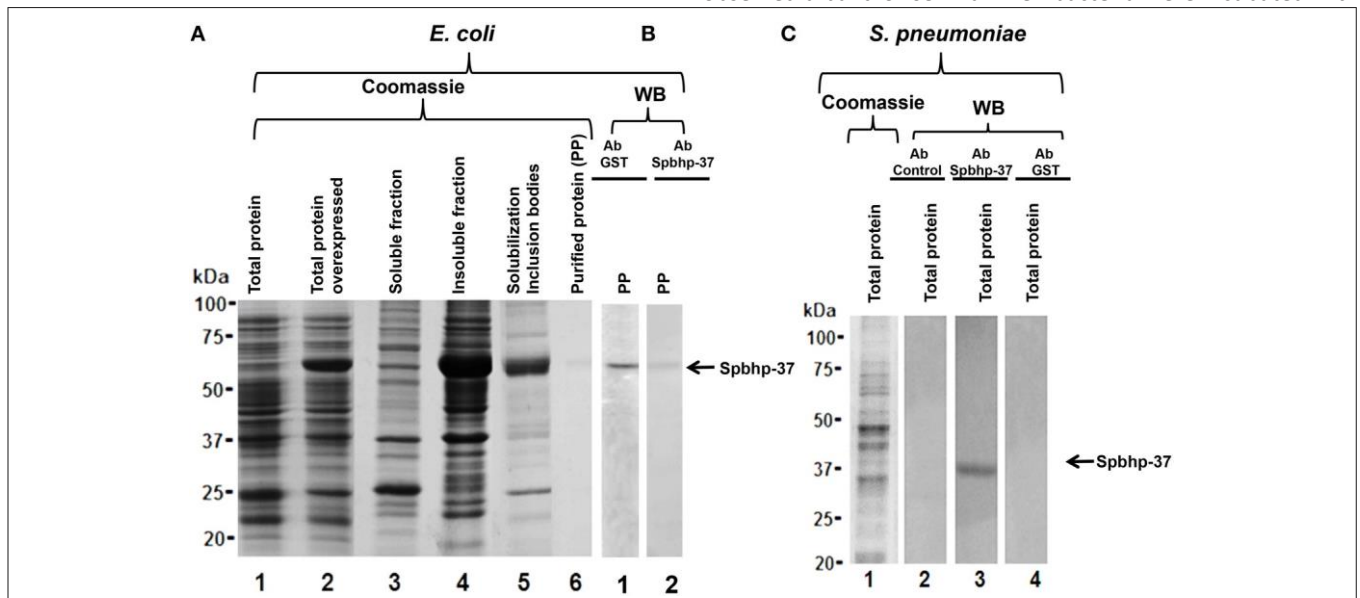 A
E. coli
Coomassie
Total protein
Total protein
overexpressed
Soluble fraction
Insoluble fraction
Solubilization
Inclusion bodies
Purified protein (PP)
kDa
100
75
50
37
25
20
1 2 3 4 5 6
B
WB
Ab
GST
Ab
Spbhp-37
PP
PP
Spbhp-37
1 2
C
S. pneumoniae
Coomassie
WB
Ab
Control
Ab
Spbhp-37
Ab
GST
Total protein
Total protein
Total protein
Total protein
kDa
100
75
50
37
25
20
Spbhp-37
1 2 3 4